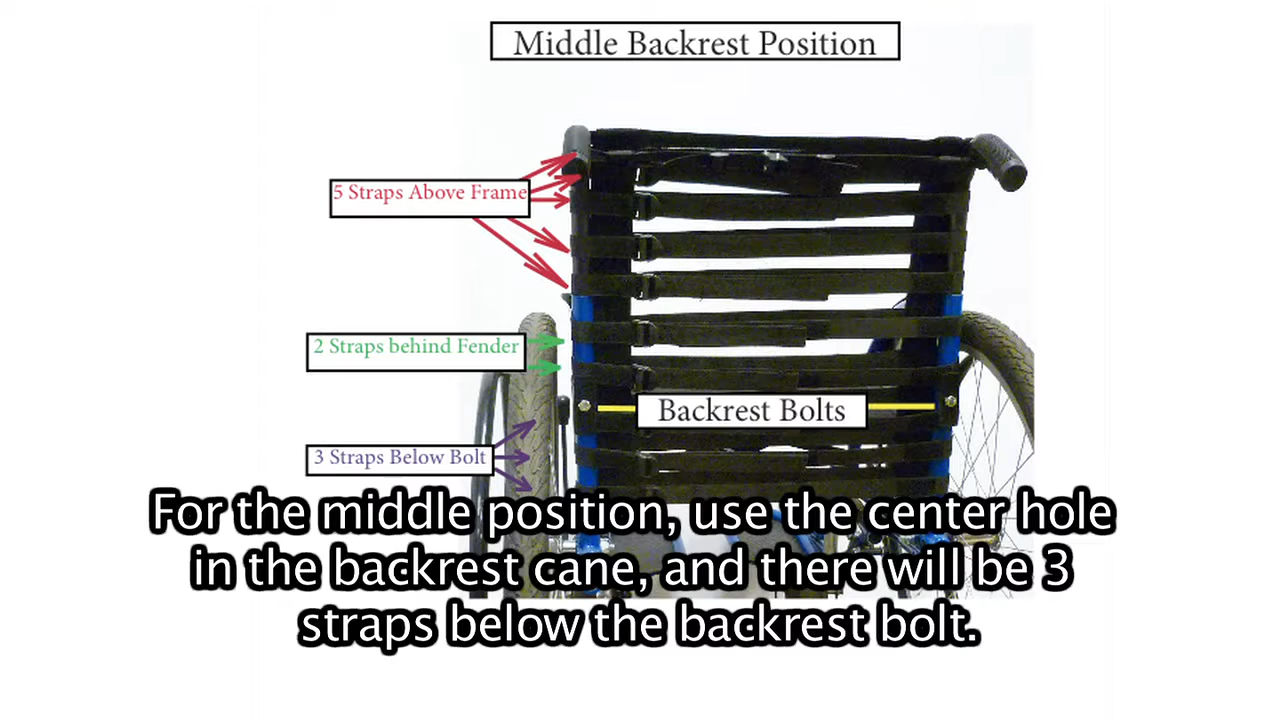 Middle Backrest Position
5 Straps Above Frame
2 Straps behind Fender
Backrest Bolts
3 Straps Below Bolt
For the middle position, use the center hole
in the backrest cane, and there will be 3
straps below the backrest bolt.